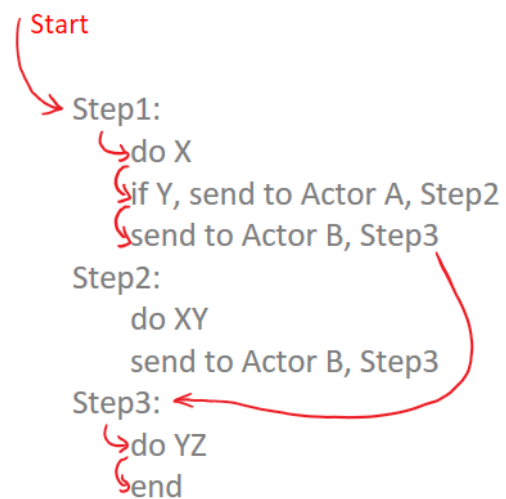 Start
Step1:
do X
if Y, send to Actor A, Step2
send to Actor B, Step3
Step2:
do XY
send to Actor B, Step3
Step3:
do YZ
end